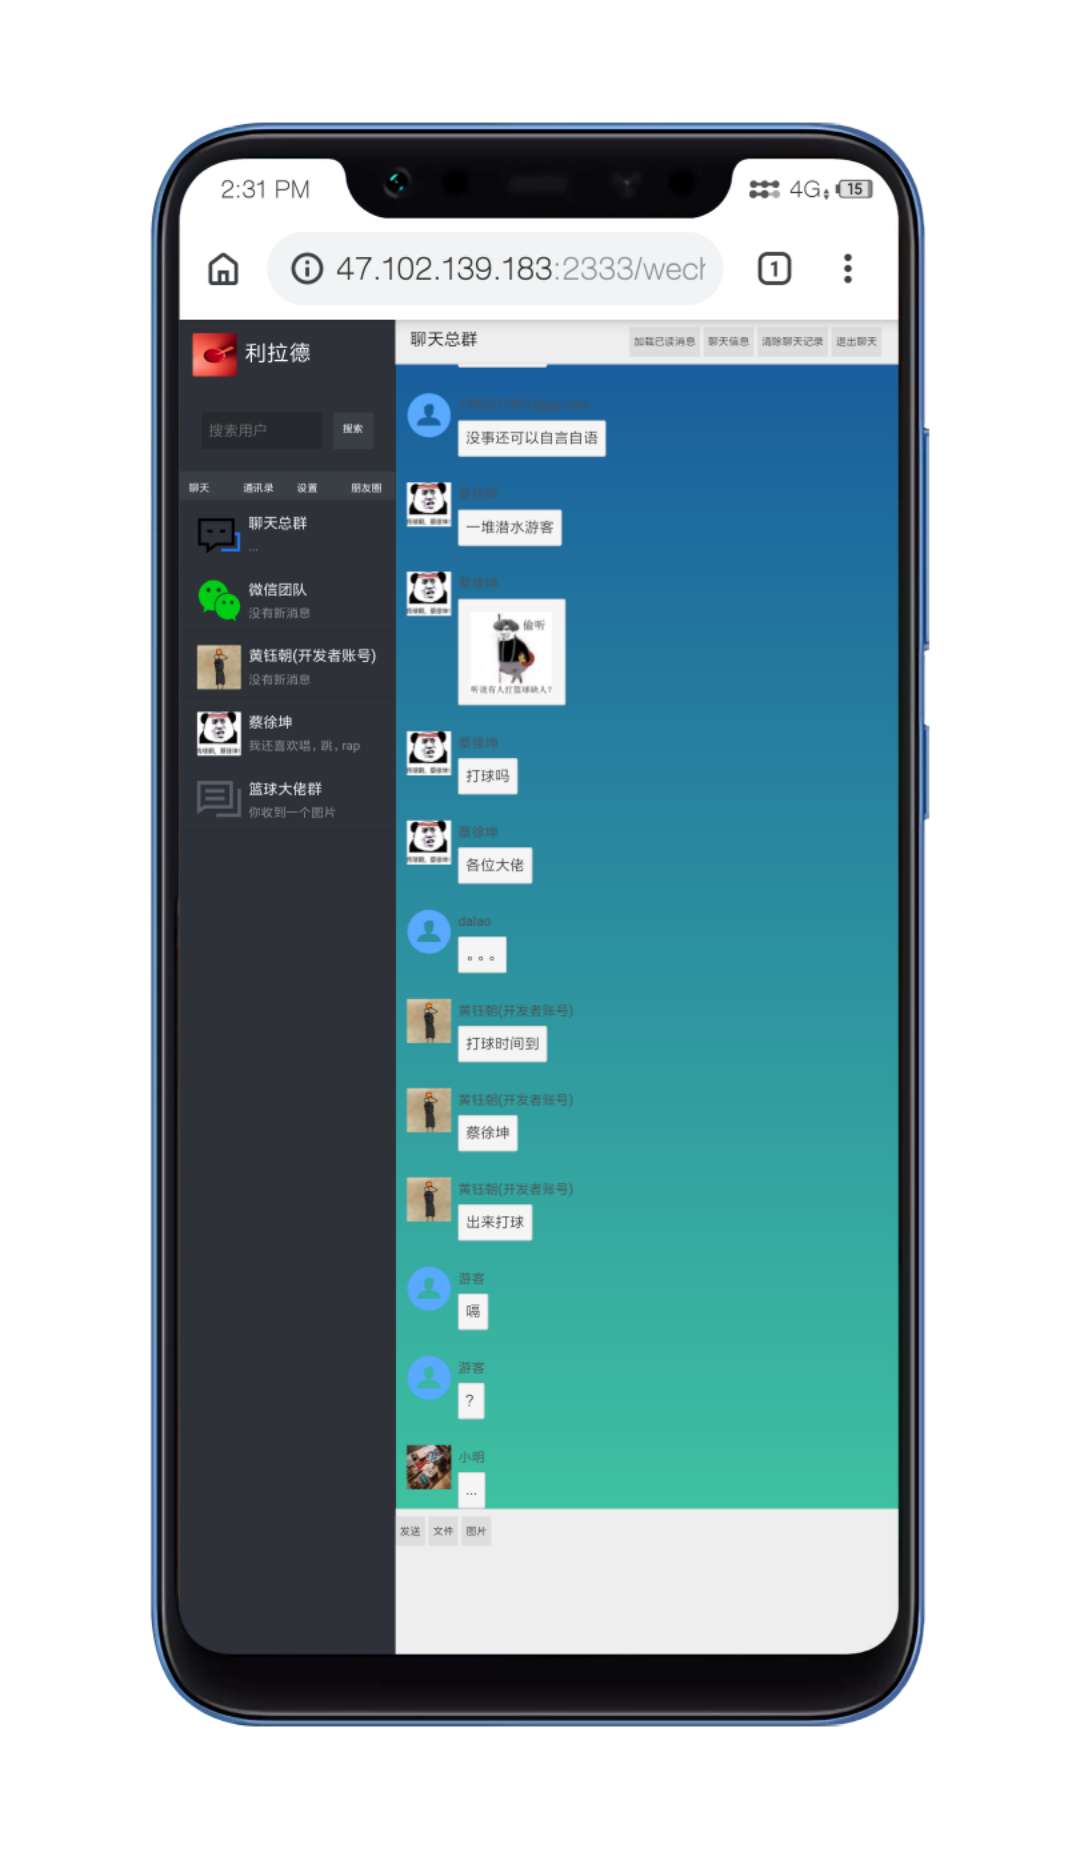 2:31 PM
4G
15
47.102.139.183:2333/wech
1
利拉德
搜索用户
搜索
聊天
通讯录
设置
朋友圈
聊天总群
...
微信团队
没有新消息
黄钰朝(开发者账号)
没有新消息
蔡徐坤
我还喜欢唱，跳，rap
篮球大佬群
你收到一个图片
聊天总群
加载已读消息
聊天信息
清除聊天记录
退出聊天
没事还可以自言自语
蔡徐坤
一堆潜水游客
蔡徐坤
偷听
听说有人打篮球缺人?
蔡徐坤
打球吗
蔡徐坤
各位大佬
dalao
。。。
黄钰朝(开发者账号)
打球时间到
黄钰朝(开发者账号)
蔡徐坤
黄钰朝(开发者账号)
出来打球
游客
嗝
游客
?
小明
...
发送
文件
图片